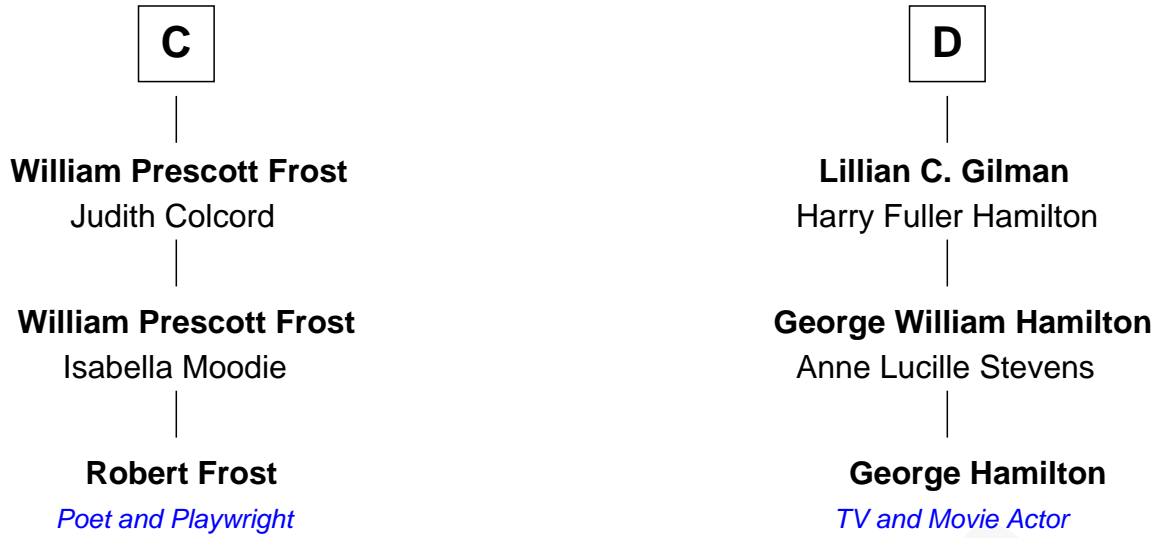 C
William Prescott Frost
Judith Colcord
William Prescott Frost
Isabella Moodie
Robert Frost
Poet and Playwright
D
Lillian C. Gilman
Harry Fuller Hamilton
George William Hamilton
Anne Lucille Stevens
George Hamilton
TV and Movie Actor